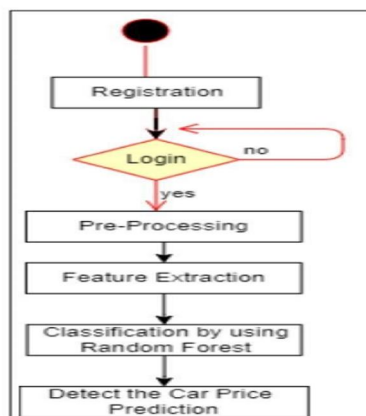 Registration
Login
no
yes
Pre-Processing
Feature Extraction
Classification by using
Random Forest
Detect the Car Price
Prediction